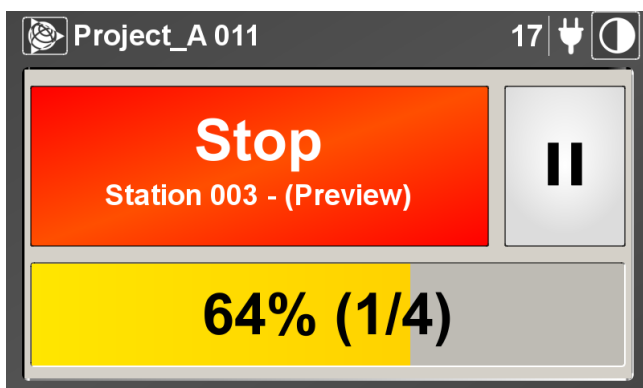 Project_A 011
17
Stop
Station 003 - (Preview)
64% (1/4)